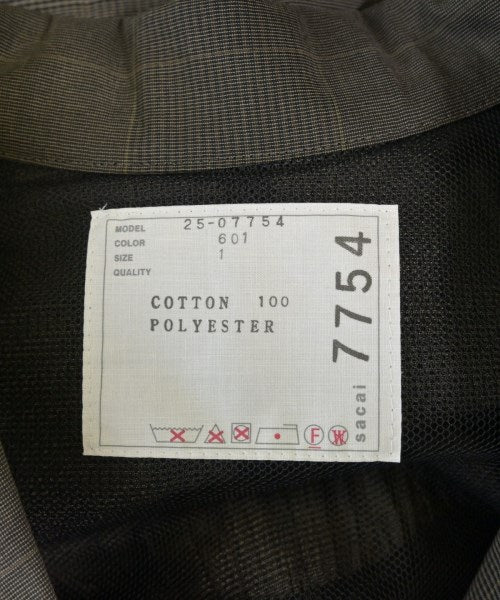 MODEL 25-07754
COLOR 601
SIZE 1
QUALITY
COTTON 100
POLYESTER
7754
sacai
F
W